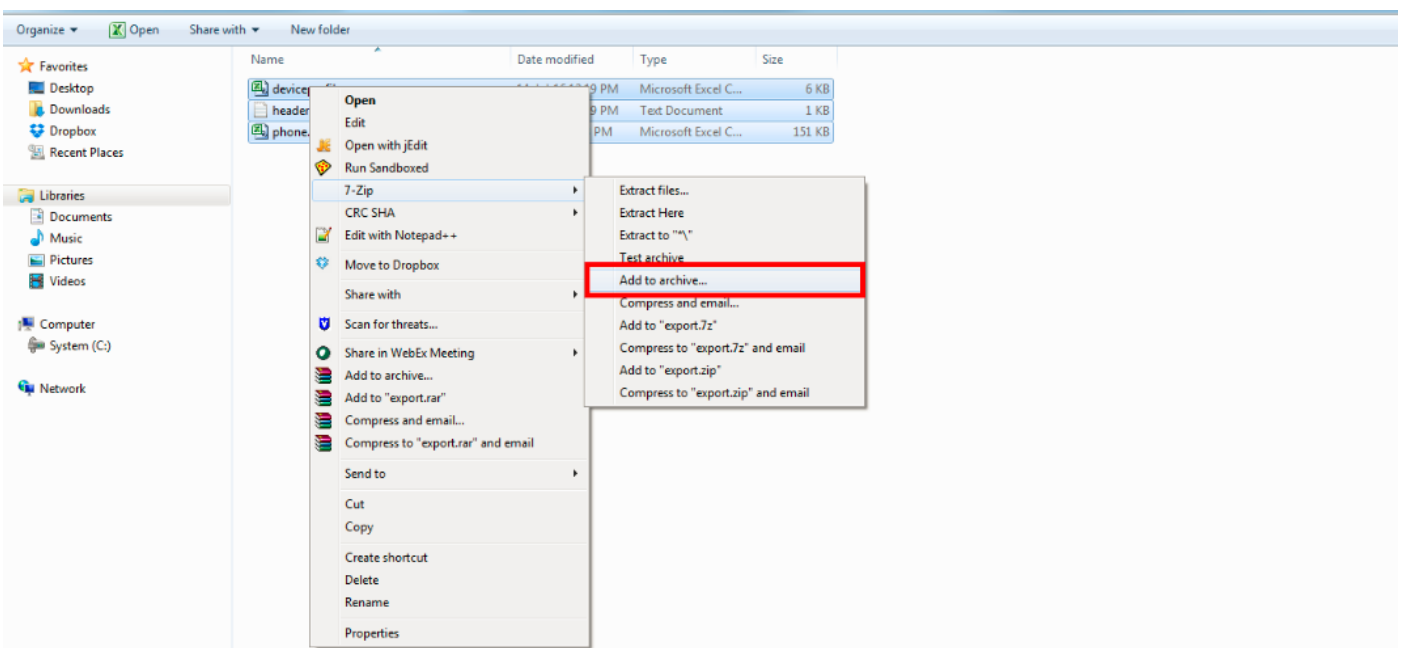 Organize Open Share with New folder
Favorites
Desktop
Downloads
Dropbox
Recent Places
Libraries
Documents
Music
Pictures
Videos
Computer
System (C:)
Network
Name Date modified Type Size
PM Microsoft Excel C... 6 KB
header PM Text Document 1 KB
phone. PM Microsoft Excel C... 151 KB
Open
Edit
Open with jEdit
Run Sandboxed
7-Zip
CRC SHA
Edit with Notepad++
Move to Dropbox
Share with
Scan for threats...
Share in WebEx Meeting
Add to archive...
Add to "export.rar"
Compress and email...
Compress to "export.rar" and email
Send to
Cut
Copy
Create shortcut
Delete
Rename
Properties
Extract files...
Extract Here
Extract to "*\"
Test archive
Add to archive...
Compress and email...
Add to "export.7z"
Compress to "export.7z" and email
Add to "export.zip"
Compress to "export.zip" and email